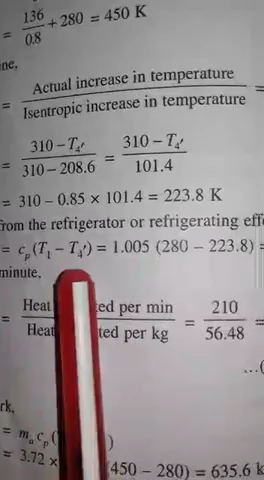 = 136/0.8 + 280 = 450 K
ne,
= Actual increase in temperature / Isentropic increase in temperature =
= 310 − T4′ / 310 − 208.6 = 310 − T4′ / 101.4
= 310 − 0.85 × 101.4 = 223.8 K
from the refrigerator or refrigerating effe
= cp (T1 − T4′) = 1.005 (280 − 223.8) =
minute,
= Heat ted per min / Heat ted per kg = 210 / 56.48 =
...(
rk,
= ma cp ( )
= 3.72 × (450 − 280) = 635.6 k